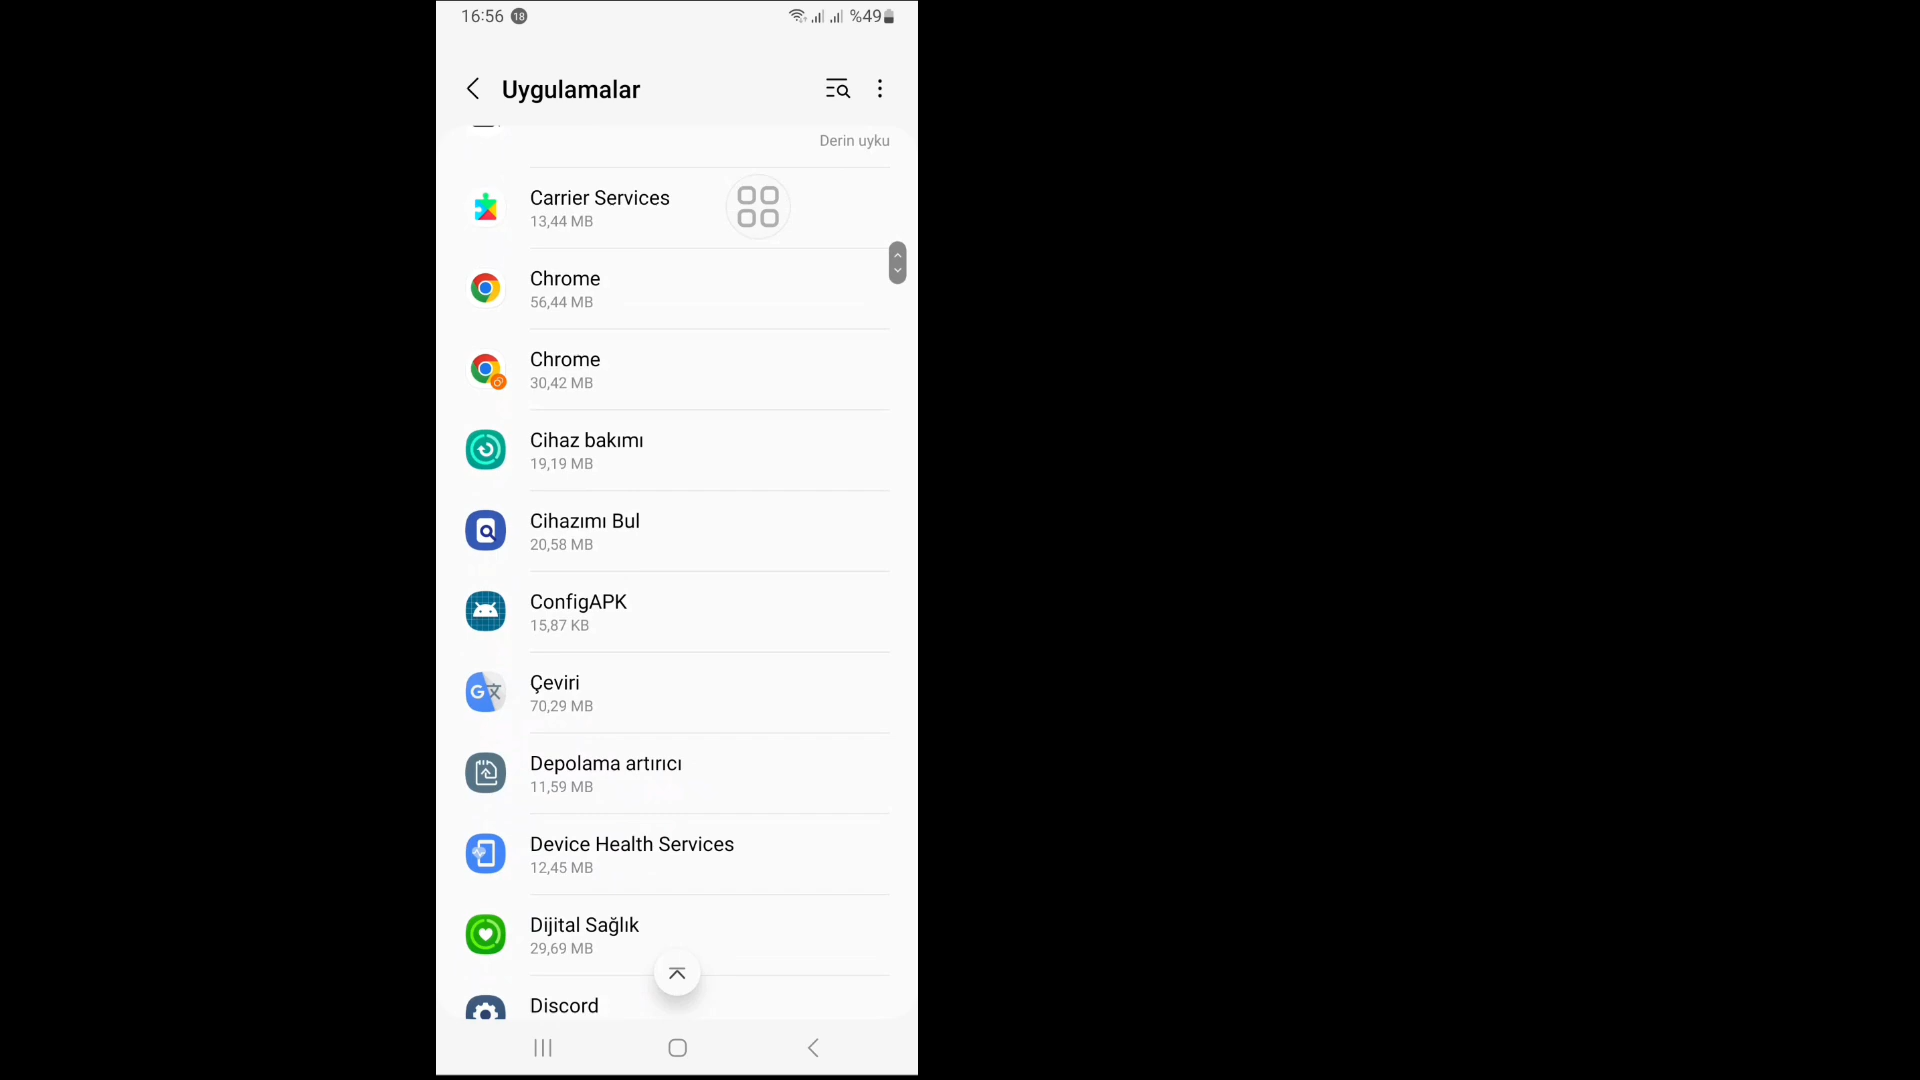 16:56 18 %49
Uygulamalar
Derin uyku
Carrier Services
13,44 MB
Chrome
56,44 MB
Chrome
30,42 MB
Cihaz bakımı
19,19 MB
Cihazımı Bul
20,58 MB
ConfigAPK
15,87 KB
Çeviri
70,29 MB
Depolama artırıcı
11,59 MB
Device Health Services
12,45 MB
Dijital Sağlık
29,69 MB
Discord